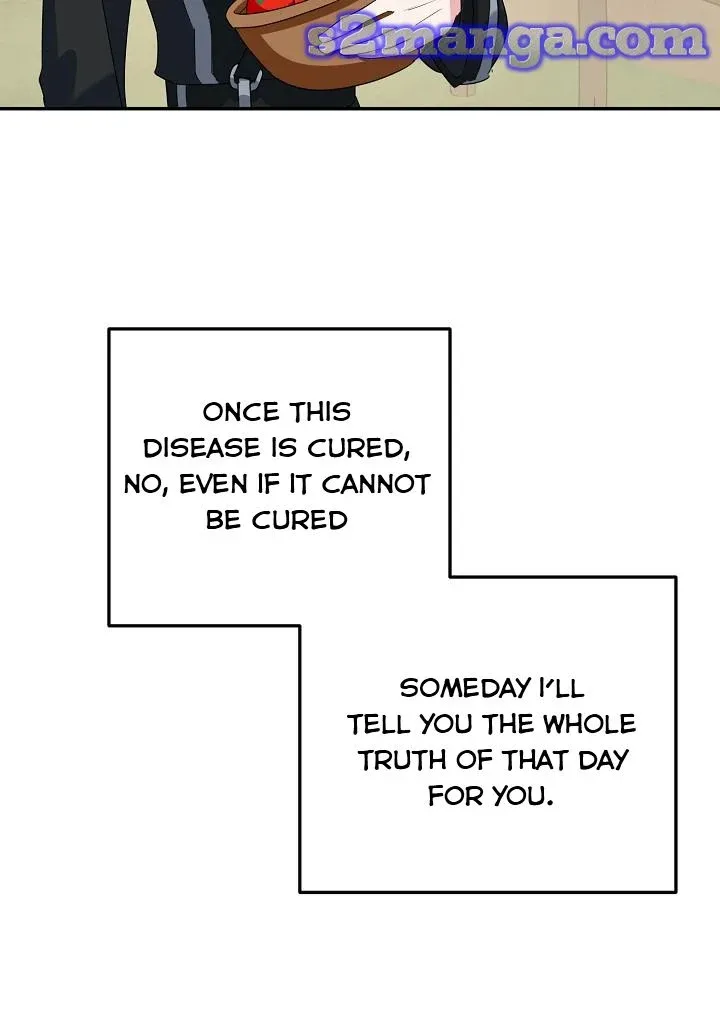 s2manga.com
ONCE THIS
DISEASE IS CURED,
NO, EVEN IF IT CANNOT
BE CURED
SOMEDAY I'LL
TELL YOU THE WHOLE
TRUTH OF THAT DAY
FOR YOU.